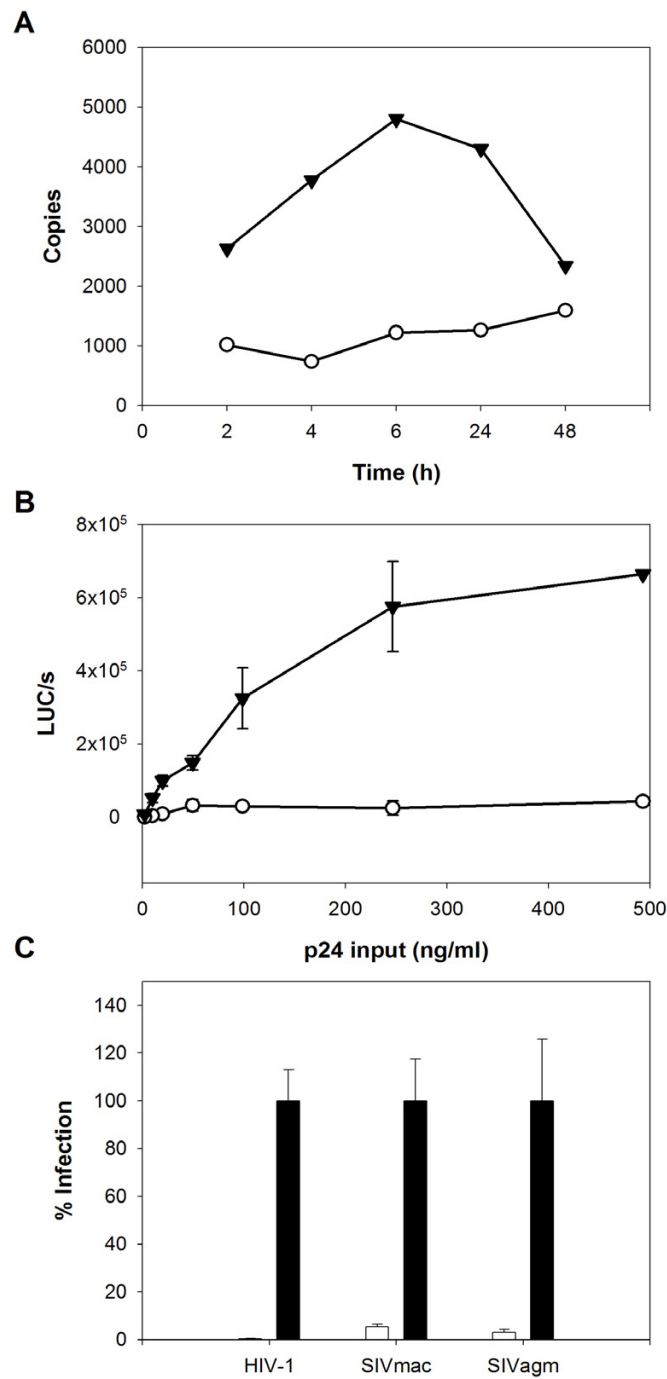 A
6000
5000
4000
3000
2000
1000
0
Copies
0 2 4 6 24 48
Time (h)
B
8x10⁵
6x10⁵
4x10⁵
2x10⁵
0
LUC/s
0 100 200 300 400 500
p24 input (ng/ml)
C
140
120
100
80
60
40
20
0
% Infection
HIV-1 SIVmac SIVagm